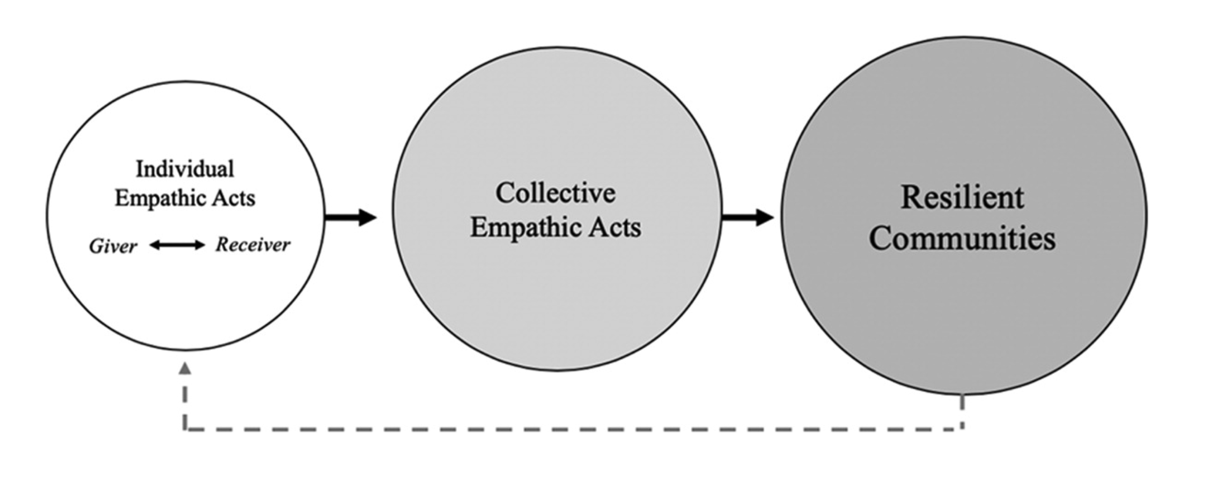 Individual
Empathic Acts
Giver Receiver
Collective
Empathic Acts
Resilient
Communities